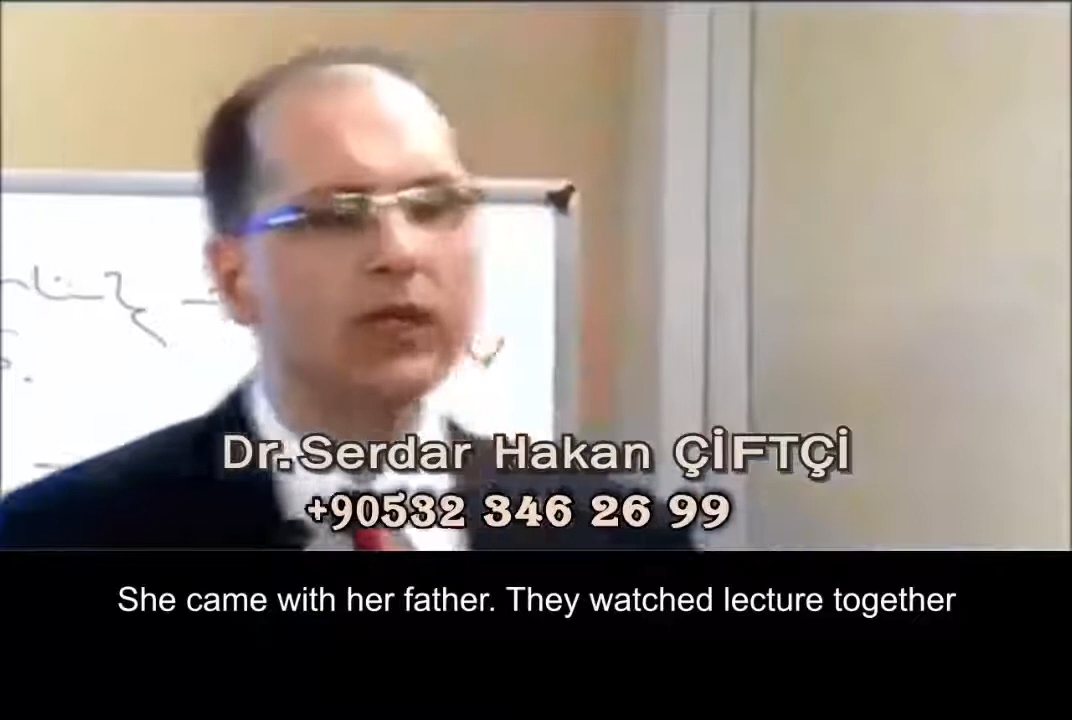 Dr. Serdar Hakan ÇİFTÇİ
+90532 346 26 99
She came with her father. They watched lecture together